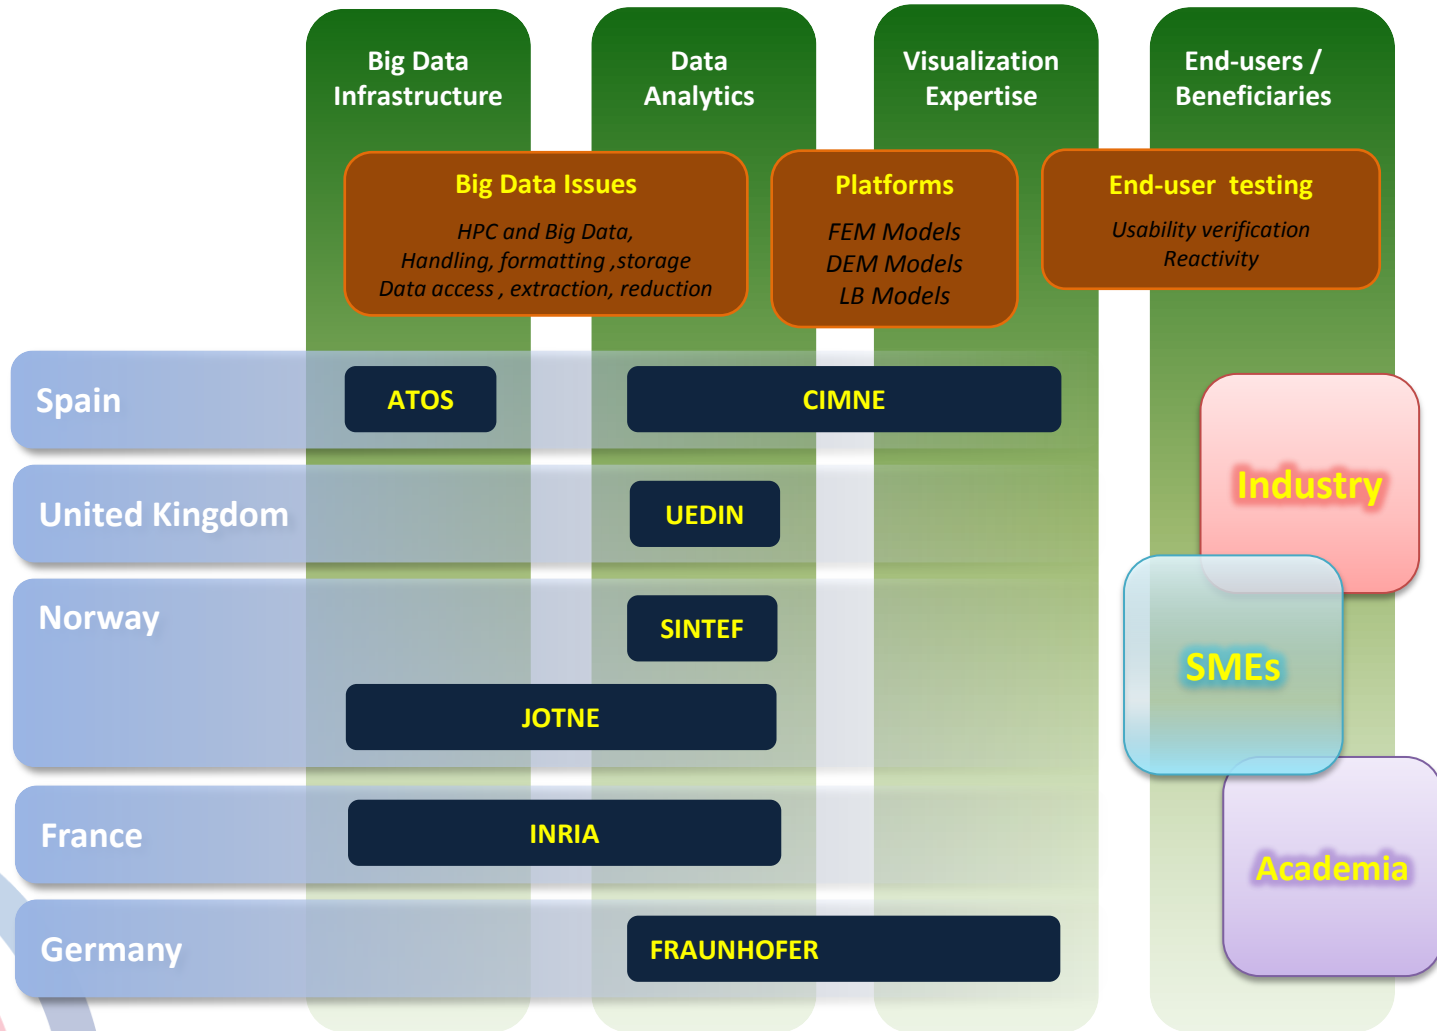 Big Data
Infrastructure
Data
Analytics
Visualization
Expertise
End-users /
Beneficiaries
Big Data Issues
HPC and Big Data,
Handling, formatting ,storage
Data access , extraction, reduction
Platforms
FEM Models
DEM Models
LB Models
End-user  testing
Usability verification
Reactivity
Spain
ATOS
CIMNE
United Kingdom
UEDIN
Norway
SINTEF
JOTNE
France
INRIA
Germany
FRAUNHOFER
Industry
SMEs
Academia